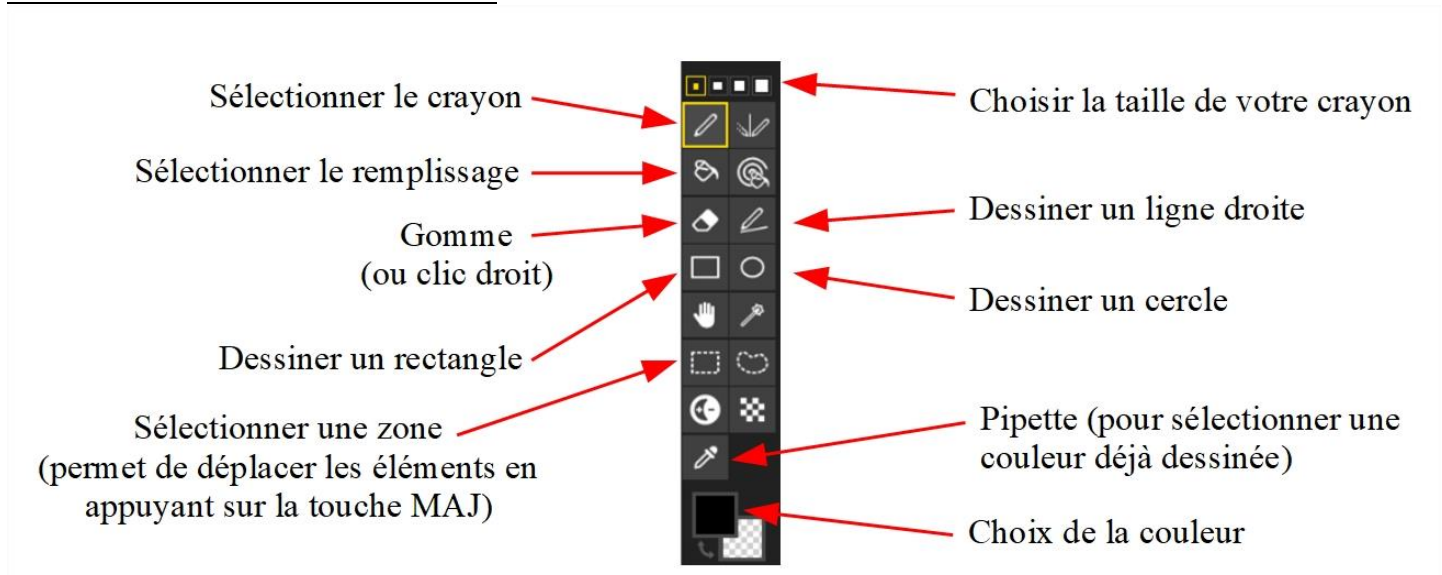 Sélectionner le crayon
Choisir la taille de votre crayon
Sélectionner le remplissage
Dessiner un ligne droite
Gomme
(ou clic droit)
Dessiner un cercle
Dessiner un rectangle
Sélectionner une zone
(permet de déplacer les éléments en
appuyant sur la touche MAJ)
Pipette (pour sélectionner une
couleur déjà dessinée)
Choix de la couleur